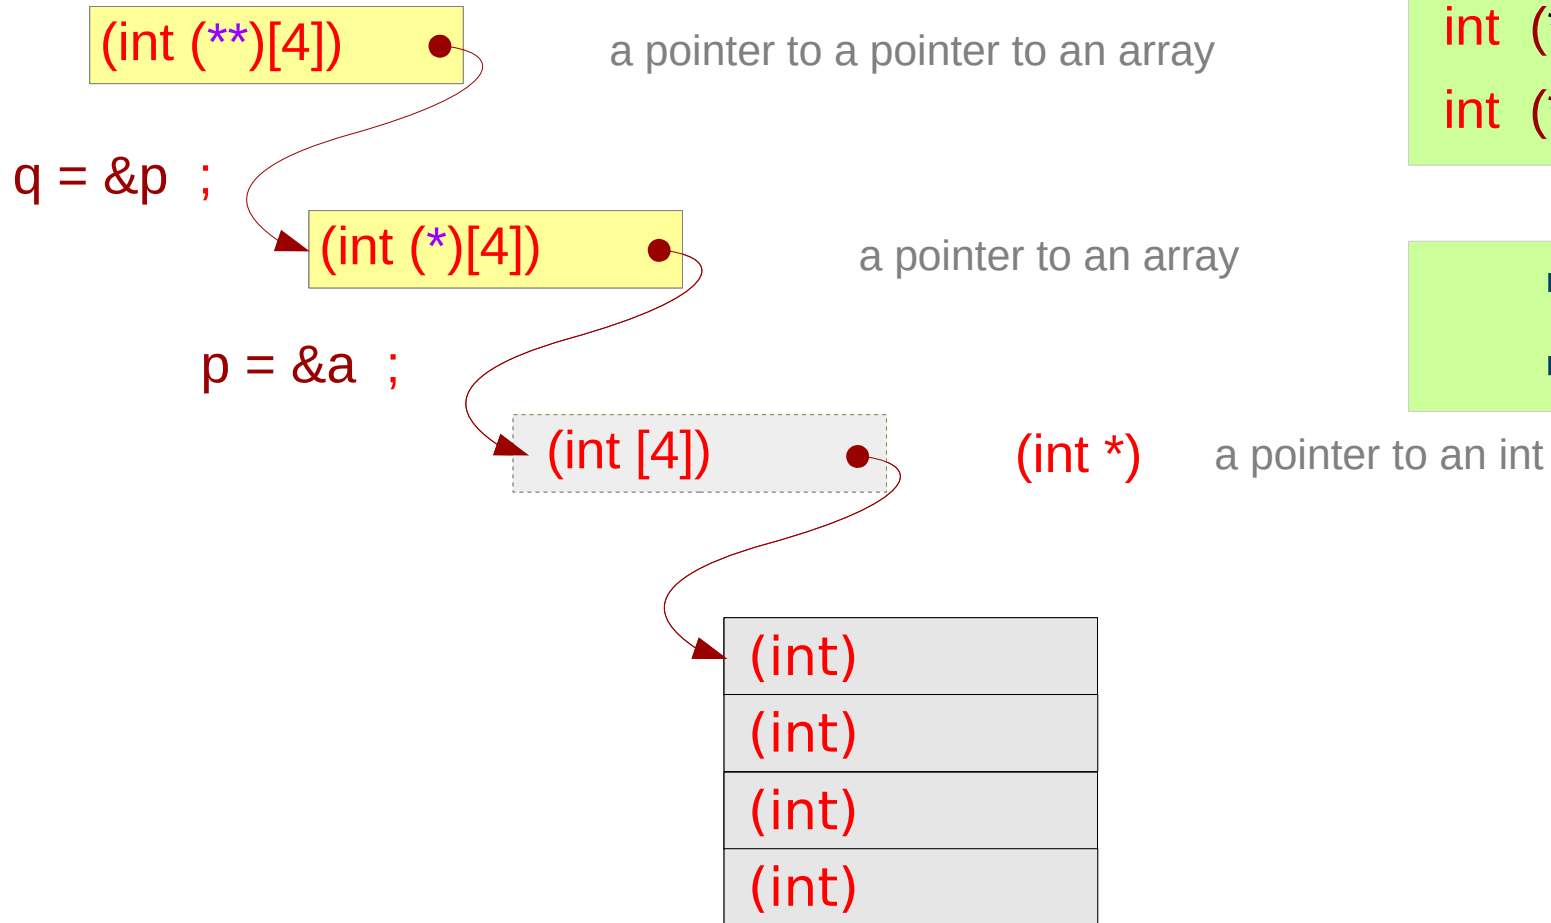 (int (**)[4])
a pointer to a pointer to an array
int (
int (
q = &p ;
(int (*)[4])
a pointer to an array
p = &a ;
(int [4])
(int *)
a pointer to an int
(int)
(int)
(int)
(int)